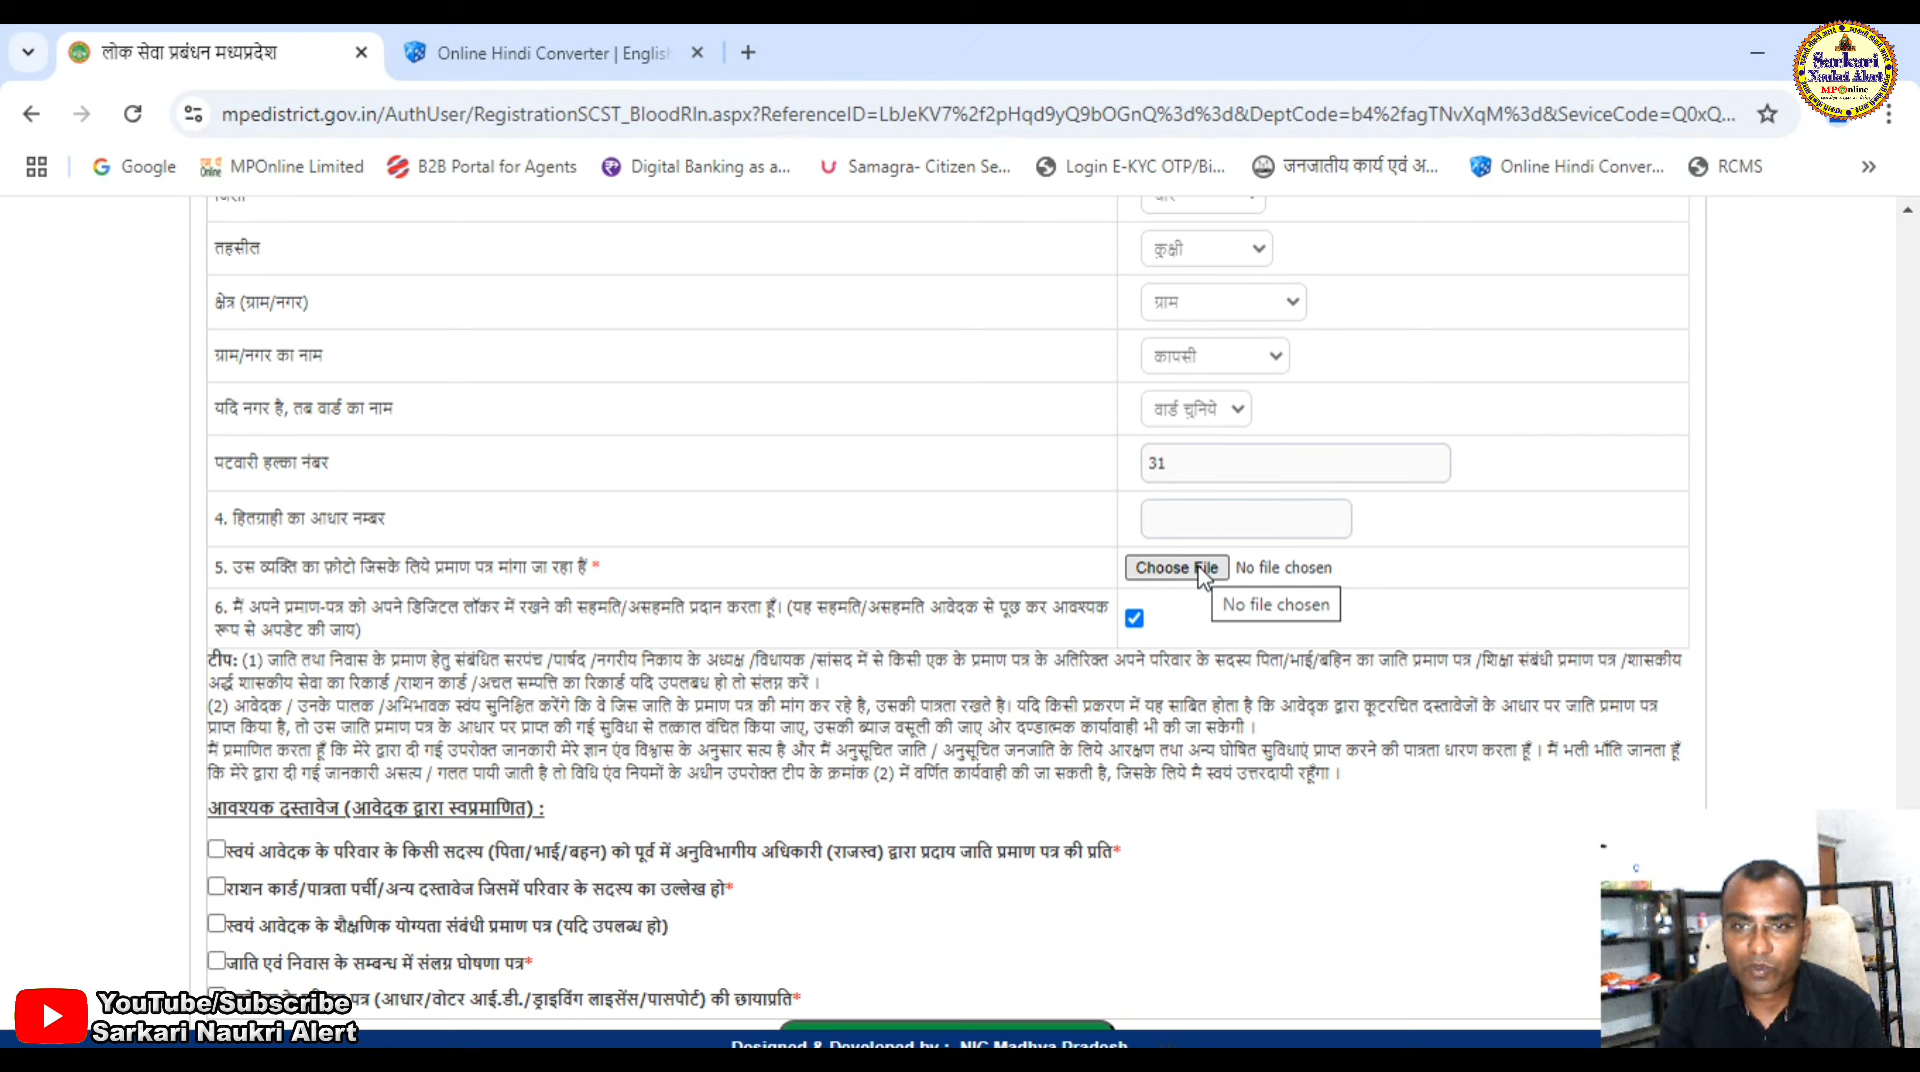 लोक सेवा प्रबंधन मध्यप्रदेश
Online Hindi Converter | English
Sarkari
Naukri Alert
MPOnline
mpedistrict.gov.in/AuthUser/RegistrationSCST_BloodRln.aspx?ReferenceID=LbJeKV7%2f2pHqd9yQ9bOGnQ%3d%3d&DeptCode=b4%2fagTNvXqM%3d&SeviceCode=Q0xQ...
Google MPOnline Limited B2B Portal for Agents Digital Banking as a... Samagra- Citizen Se... Login E-KYC OTP/Bi... जनजातीय कार्य एवं अ... Online Hindi Conver... RCMS
जिला धार
तहसील कुक्षी
क्षेत्र (ग्राम/नगर) ग्राम
ग्राम/नगर का नाम कापसी
यदि नगर है, तब वार्ड का नाम वार्ड चुनिये
पटवारी हल्का नंबर 31
4. हितग्राही का आधार नम्बर
5. उस व्यक्ति का फ़ोटो जिसके लिये प्रमाण पत्र मांगा जा रहा हैं * Choose File No file chosen
No file chosen
6. मैं अपने प्रमाण-पत्र को अपने डिजिटल लॉकर में रखने की सहमति/असहमति प्रदान करता हूँ। (यह सहमति/असहमति आवेदक से पूछ कर आवश्यक
रूप से अपडेट की जाय)
टीप: (1) जाति तथा निवास के प्रमाण हेतु संबंधित सरपंच /पार्षद /नगरीय निकाय के अध्यक्ष /विधायक /सांसद में से किसी एक के प्रमाण पत्र के अतिरिक्त अपने परिवार के सदस्य पिता/भाई/बहिन का जाति प्रमाण पत्र /शिक्षा संबंधी प्रमाण पत्र /शासकीय
अर्द्ध शासकीय सेवा का रिकार्ड /राशन कार्ड /अचल सम्पत्ति का रिकार्ड यदि उपलबध हो तो संलग्न करें ।
(2) आवेदक / उनके पालक /अभिभावक स्वंय सुनिश्चित करेंगे कि वे जिस जाति के प्रमाण पत्र की मांग कर रहे है, उसकी पात्रता रखते है। यदि किसी प्रकरण में यह साबित होता है कि आवेदक द्वारा कूटरचित दस्तावेजों के आधार पर जाति प्रमाण पत्र
प्राप्त किया है, तो उस जाति प्रमाण पत्र के आधार पर प्राप्त की गई सुविधा से तत्काल वंचित किया जाए, उसकी ब्याज वसूली की जाए ओर दण्डात्मक कार्यावाही भी की जा सकेगी ।
मैं प्रमाणित करता हूँ कि मेरे द्वारा दी गई उपरोक्त जानकारी मेरे ज्ञान एंव विश्वास के अनुसार सत्य है और मैं अनुसूचित जाति / अनुसूचित जनजाति के लिये आरक्षण तथा अन्य घोषित सुविधाएं प्राप्त करने की पात्रता धारण करता हूँ । मैं भली भाँति जानता हूँ
कि मेरे द्वारा दी गई जानकारी असत्य / गलत पायी जाती है तो विधि एंव नियमों के अधीन उपरोक्त टीप के क्रमांक (2) में वर्णित कार्यवाही की जा सकती है, जिसके लिये मै स्वयं उत्तरदायी रहूँगा ।
आवश्यक दस्तावेज (आवेदक द्वारा स्वप्रमाणित) :
स्वयं आवेदक के परिवार के किसी सदस्य (पिता/भाई/बहन) को पूर्व में अनुविभागीय अधिकारी (राजस्व) द्वारा प्रदाय जाति प्रमाण पत्र की प्रति*
राशन कार्ड/पात्रता पर्ची/अन्य दस्तावेज जिसमें परिवार के सदस्य का उल्लेख हो*
स्वयं आवेदक के शैक्षणिक योग्यता संबंधी प्रमाण पत्र (यदि उपलब्ध हो)
जाति एवं निवास के सम्बन्ध में संलग्न घोषणा पत्र*
पत्र (आधार/वोटर आई.डी./ड्राइविंग लाइसेंस/पासपोर्ट) की छायाप्रति*
YouTube/Subscribe
Sarkari Naukri Alert
Designed & Developed by : NIC Madhya Pradesh